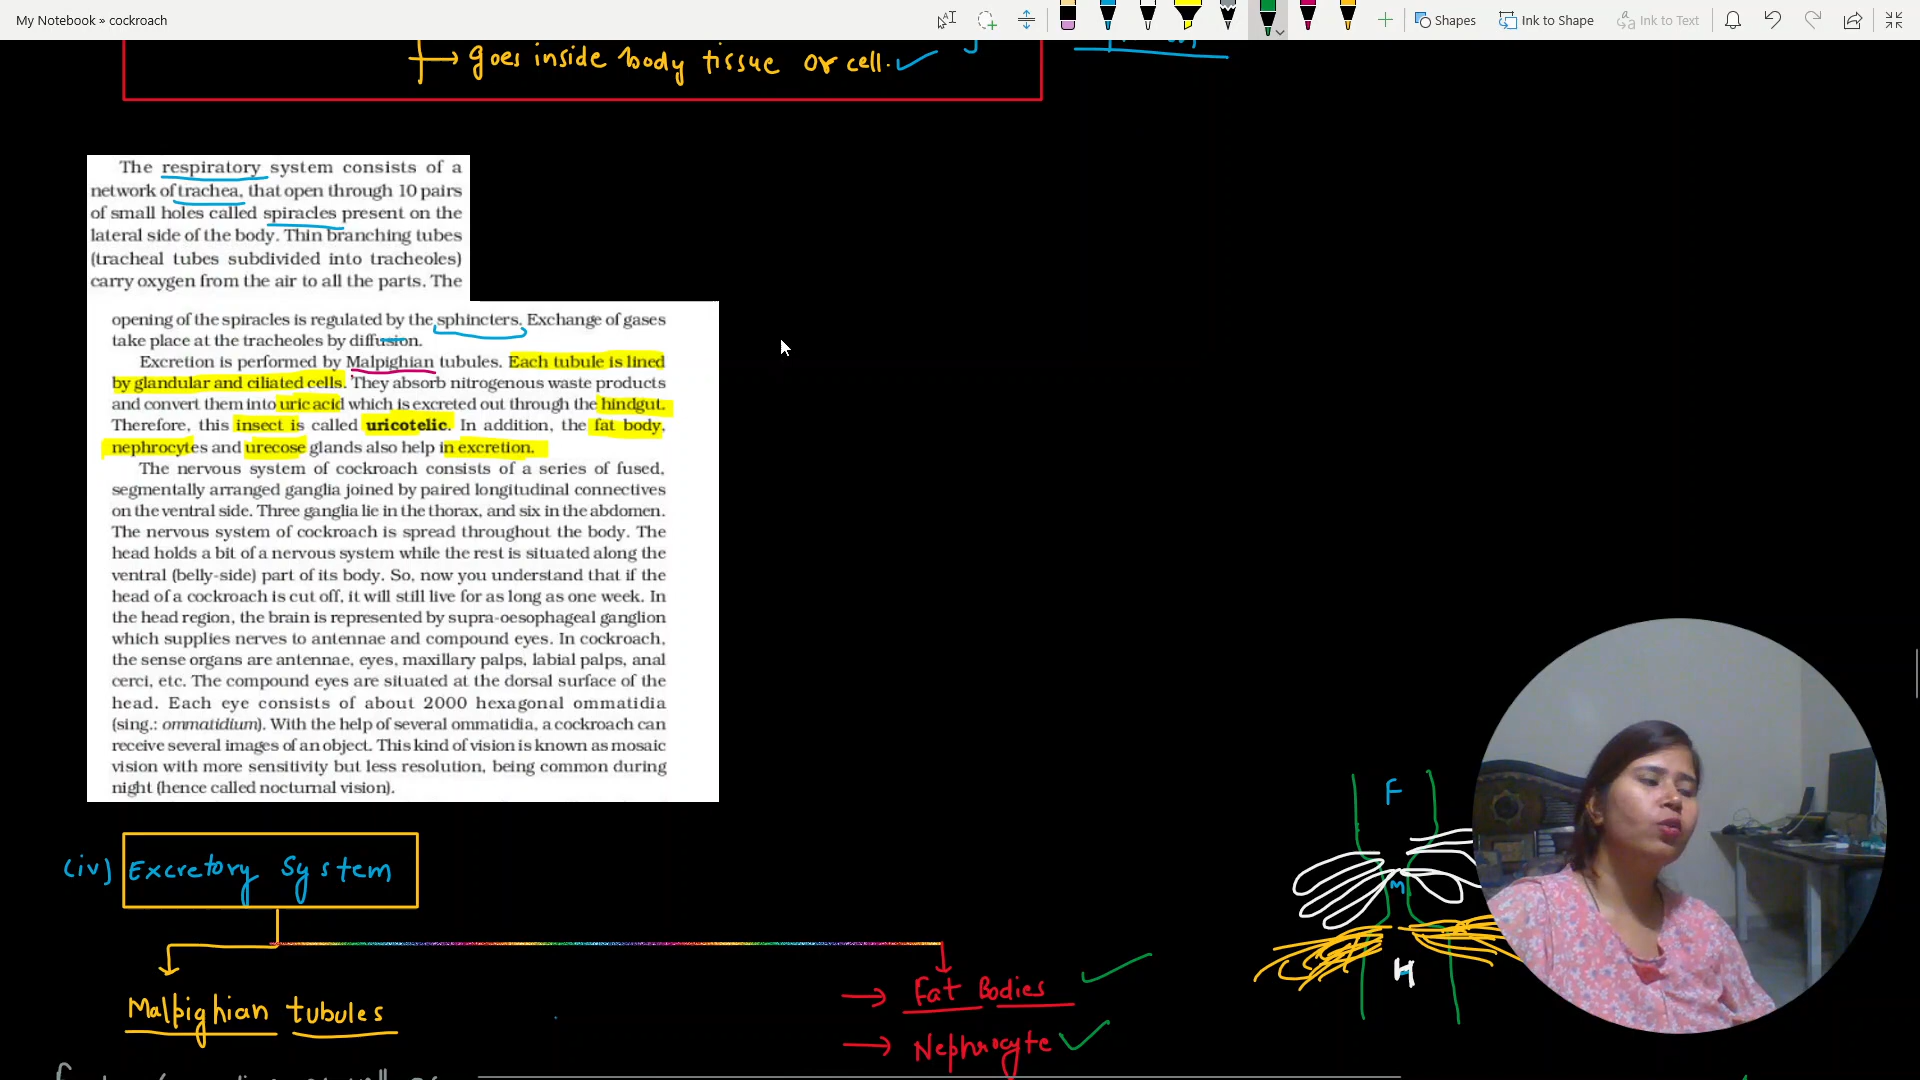 My Notebook » cockroach
Shapes
Ink to Shape
Ink to Text
goes inside body tissue or cell.
The respiratory system consists of a
network of trachea, that open through 10 pairs
of small holes called spiracles present on the
lateral side of the body. Thin branching tubes
(tracheal tubes subdivided into tracheoles)
carry oxygen from the air to all the parts. The
opening of the spiracles is regulated by the sphincters. Exchange of gases
take place at the tracheoles by diffusion.
Excretion is performed by Malpighian tubules. Each tubule is lined
by glandular and ciliated cells. They absorb nitrogenous waste products
and convert them into uric acid which is excreted out through the hindgut.
Therefore, this insect is called uricotelic. In addition, the fat body,
nephrocytes and urecose glands also help in excretion.
The nervous system of cockroach consists of a series of fused,
segmentally arranged ganglia joined by paired longitudinal connectives
on the ventral side. Three ganglia lie in the thorax, and six in the abdomen.
The nervous system of cockroach is spread throughout the body. The
head holds a bit of a nervous system while the rest is situated along the
ventral (belly-side) part of its body. So, now you understand that if the
head of a cockroach is cut off, it will still live for as long as one week. In
the head region, the brain is represented by supra-oesophageal ganglion
which supplies nerves to antennae and compound eyes. In cockroach,
the sense organs are antennae, eyes, maxillary palps, labial palps, anal
cerci, etc. The compound eyes are situated at the dorsal surface of the
head. Each eye consists of about 2000 hexagonal ommatidia
(sing.: ommatidium). With the help of several ommatidia, a cockroach can
receive several images of an object. This kind of vision is known as mosaic
vision with more sensitivity but less resolution, being common during
night (hence called nocturnal vision).
F
M
H
(iv) Excretory System
Malpighian tubules
Fat Bodies
Nephrocyte